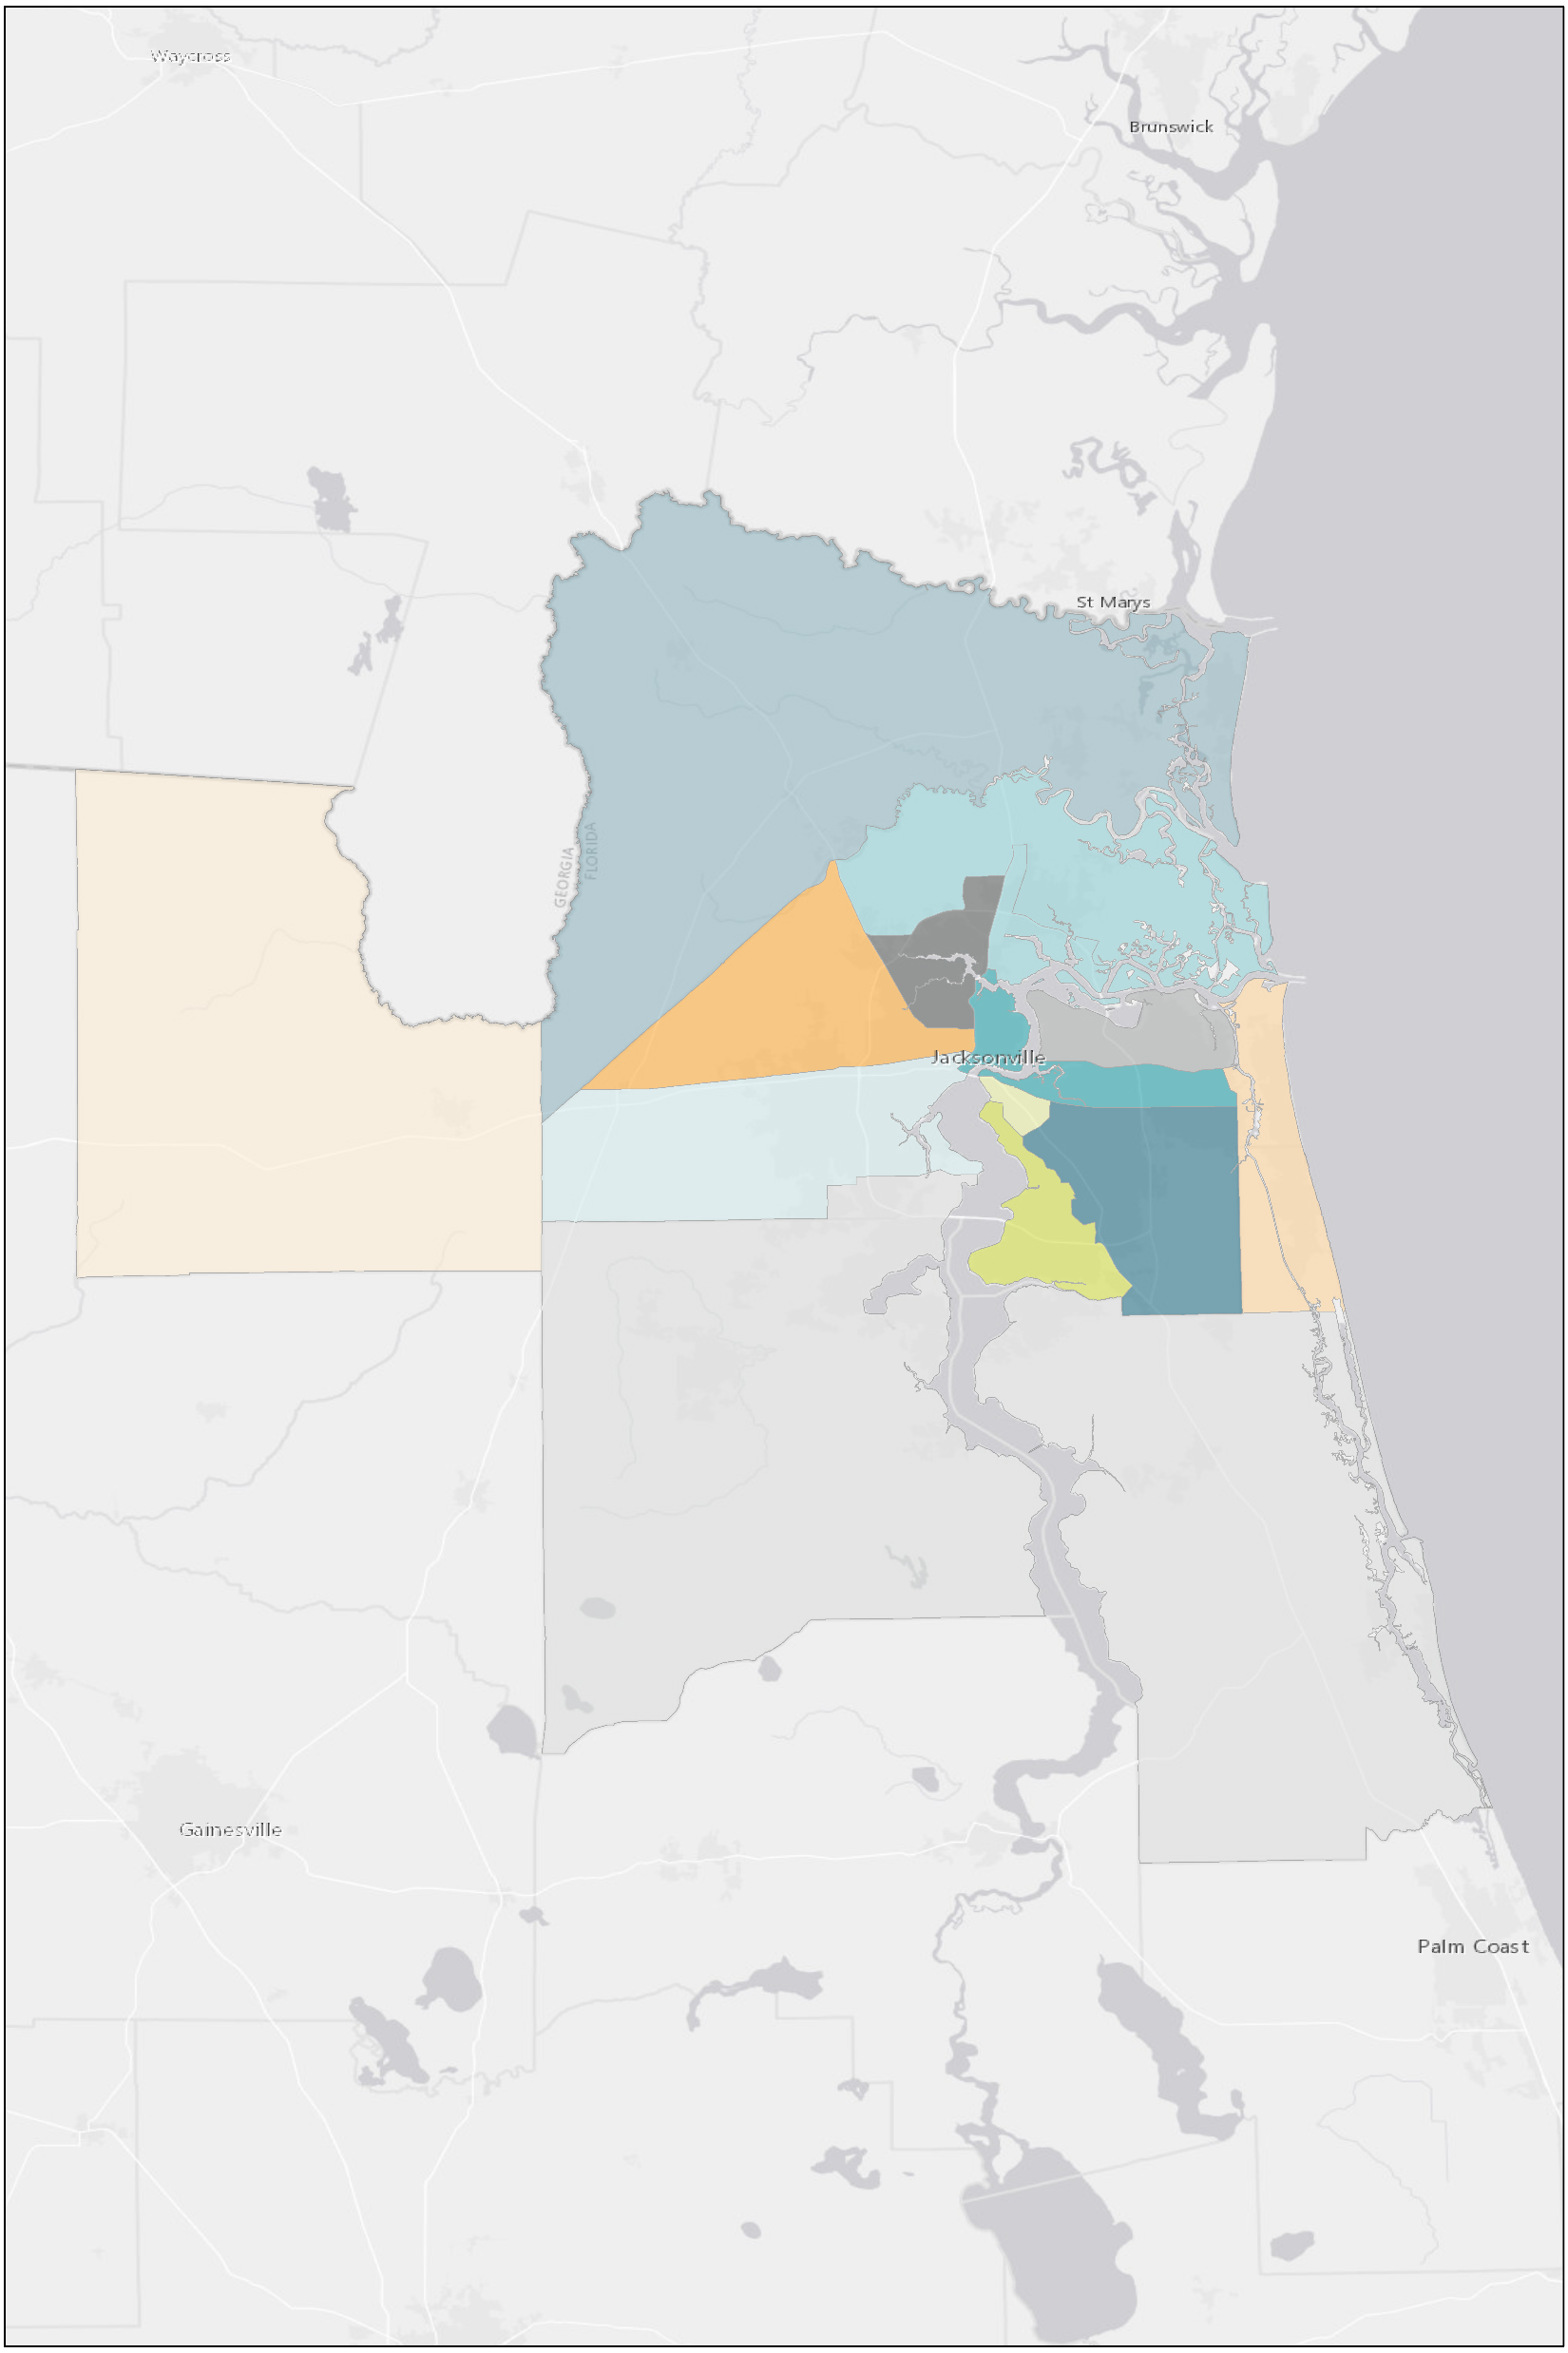 Waycross
Brunswick
St Marys
GEORGIA
FLORIDA
Jacksonville
Gainesville
Palm Coast